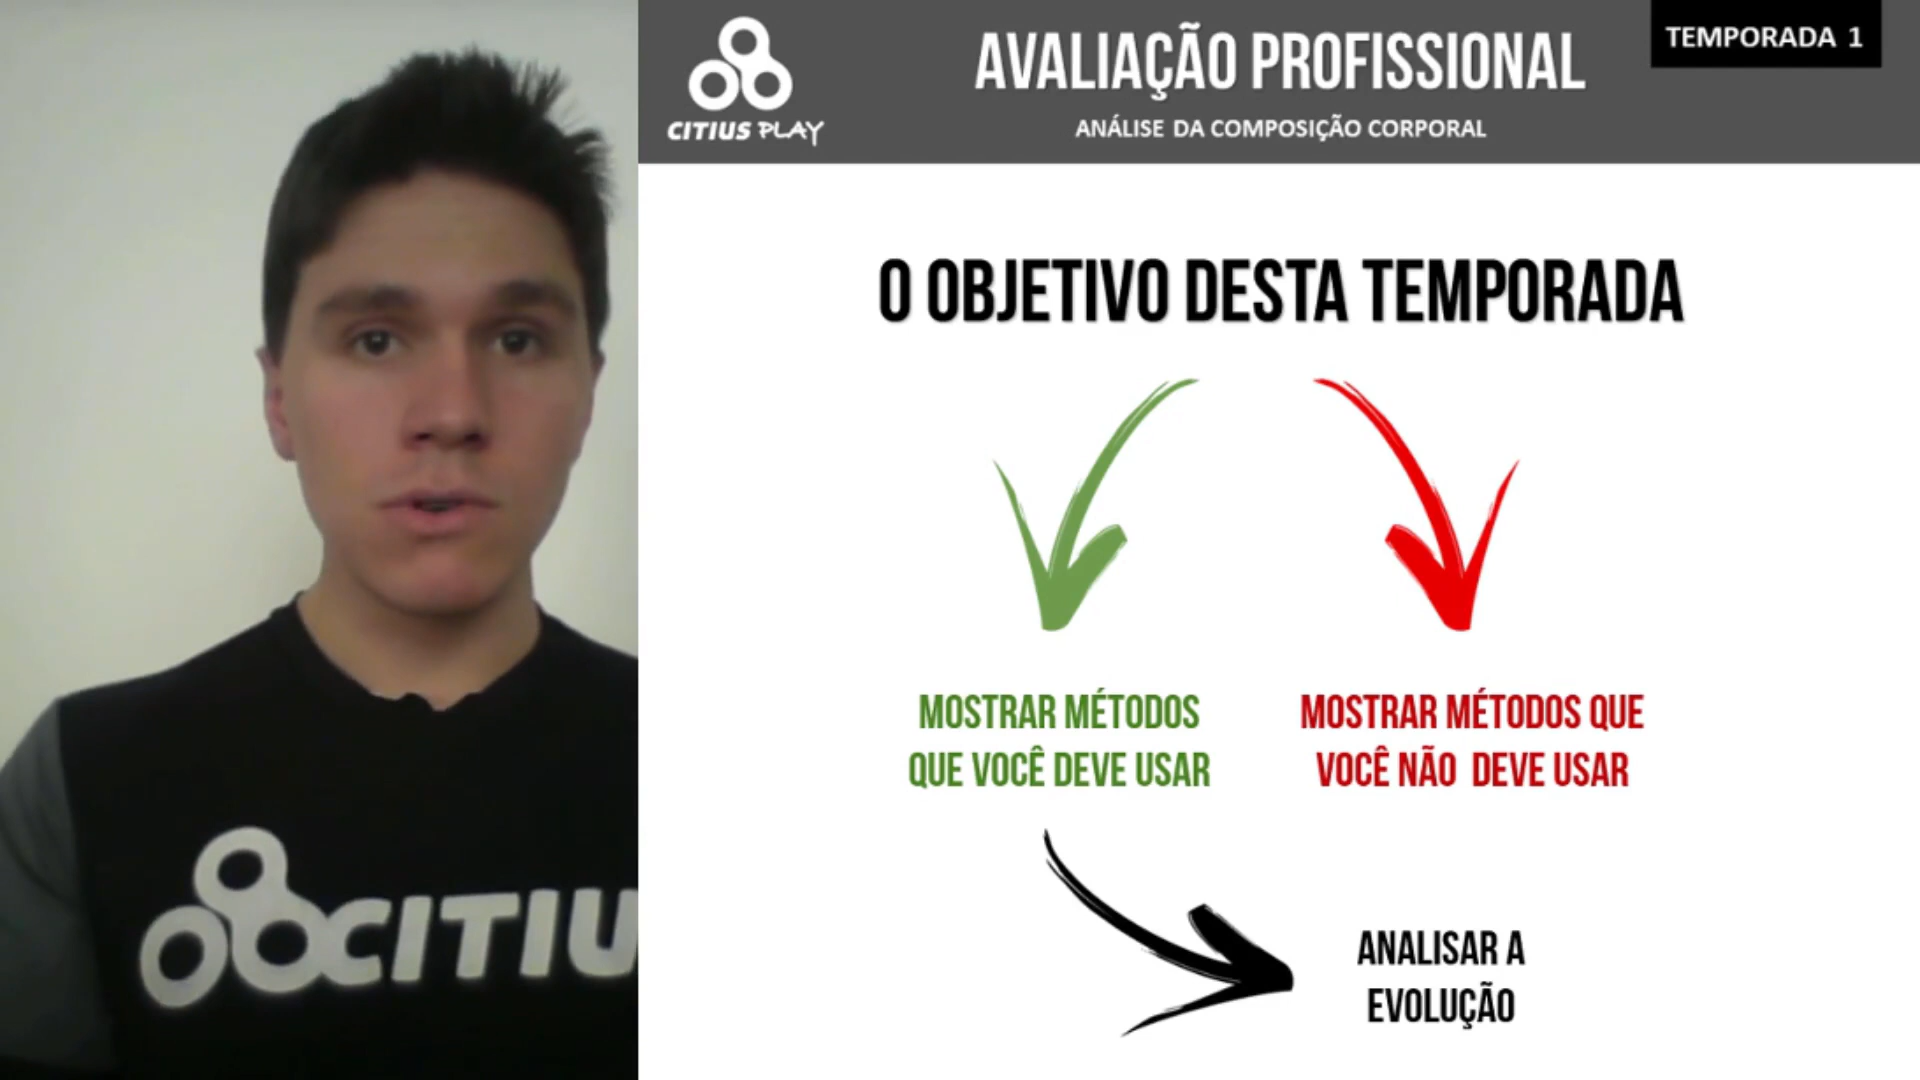 CITIUS PLAY
AVALIAÇÃO PROFISSIONAL
ANÁLISE DA COMPOSIÇÃO CORPORAL
TEMPORADA 1
O OBJETIVO DESTA TEMPORADA
MOSTRAR MÉTODOS
QUE VOCÊ DEVE USAR
MOSTRAR MÉTODOS QUE
VOCÊ NÃO DEVE USAR
ANALISAR A
EVOLUÇÃO
CITIU